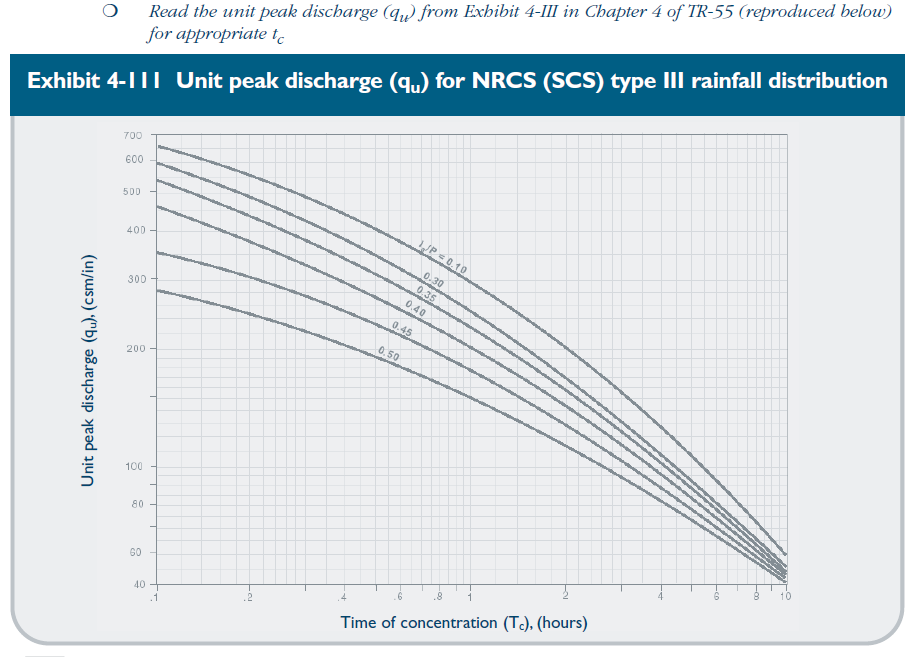 ❍ Read the unit peak discharge (qu) from Exhibit 4-III in Chapter 4 of TR-55 (reproduced below)
for appropriate tc
Exhibit 4-111 Unit peak discharge (qu) for NRCS (SCS) type III rainfall distribution
Unit peak discharge (qu), (csm/in)
700
600
500
400
300
200
100
80
60
40
Ia/P = 0.10
0.30
0.35
0.40
0.45
0.50
.1 .2 .4 .6 .8 1 2 4 6 8 10
Time of concentration (Tc), (hours)